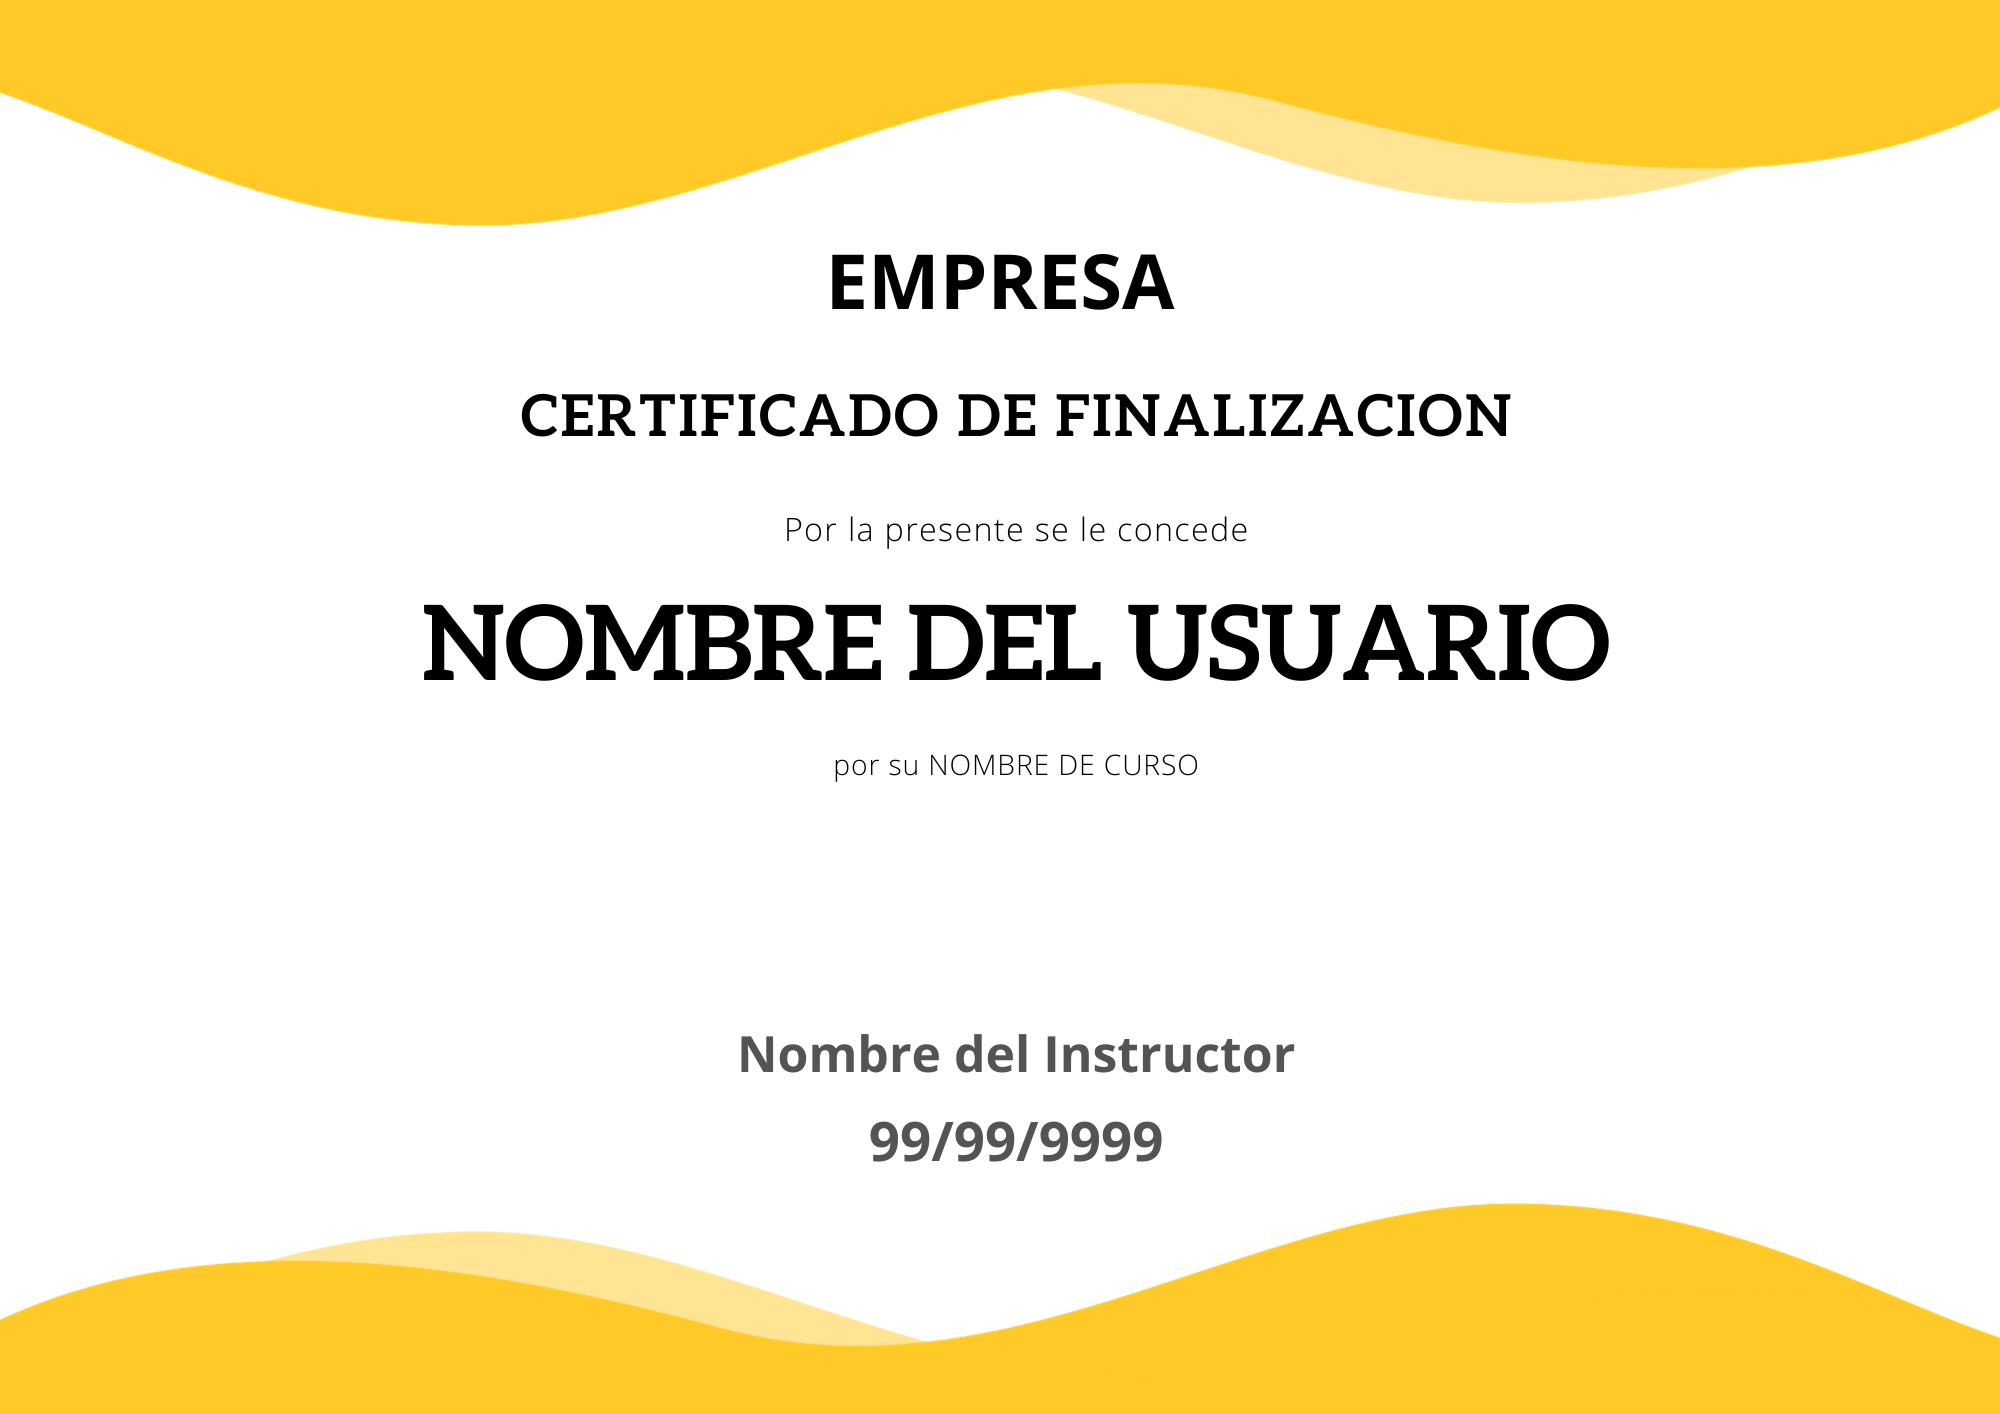 EMPRESA
CERTIFICADO DE FINALIZACION
Por la presente se le concede
NOMBRE DEL USUARIO
por su NOMBRE DE CURSO
Nombre del Instructor
99/99/9999